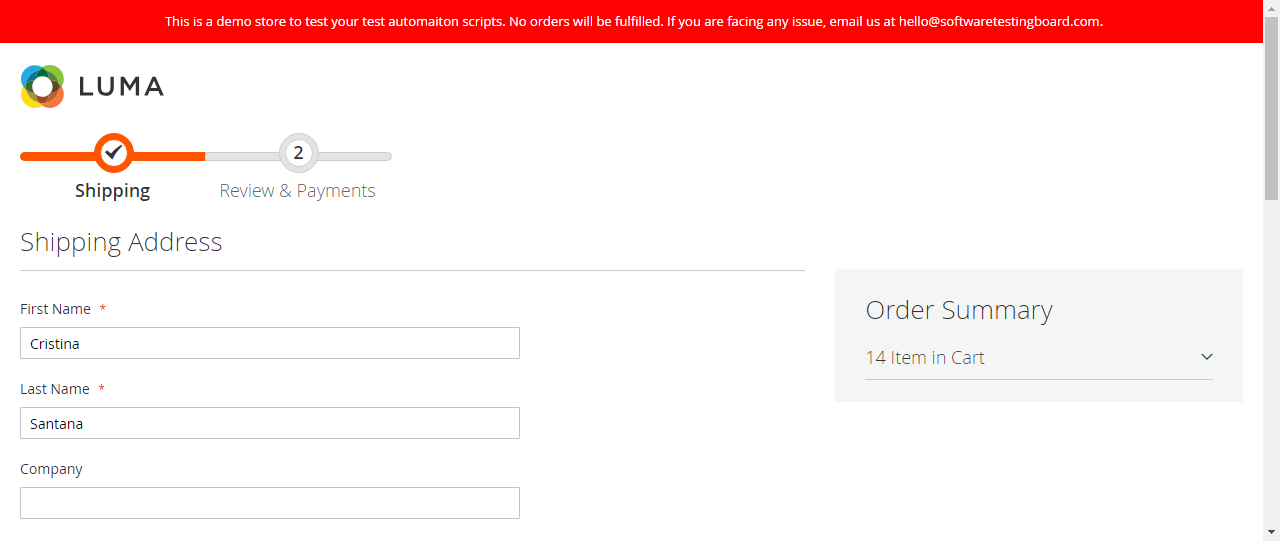 This is a demo store to test your test automaiton scripts. No orders will be fulfilled. If you are facing any issue, email us at hello@softwaretestingboard.com.
LUMA
2
Shipping
Review & Payments
Shipping Address
First Name *
Cristina
Last Name *
Santana
Company
Order Summary
14 Item in Cart